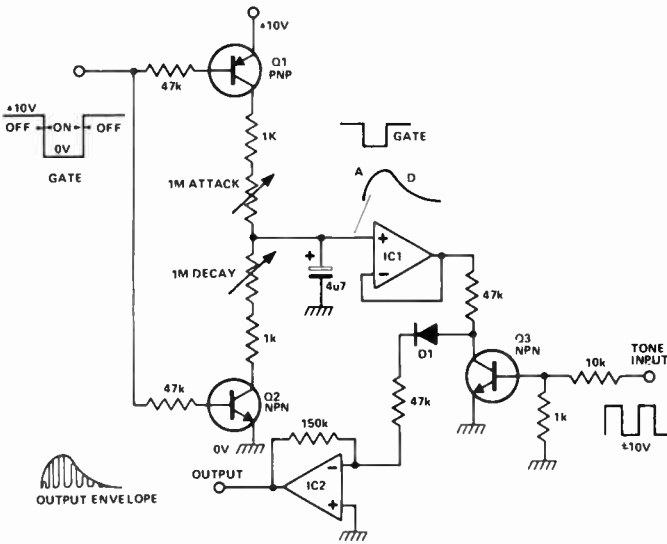 +10V
Q1
PNP
47k
+10V
OFF
ON
OFF
0V
GATE
1K
GATE
1M ATTACK
A
D
+
IC1
−
1M DECAY
+
4u7
47k
1k
D1
Q3
NPN
TONE
INPUT
10k
47k
47k
Q2
NPN
1k
±10V
0V
150k
OUTPUT
−
IC2
+
OUTPUT ENVELOPE